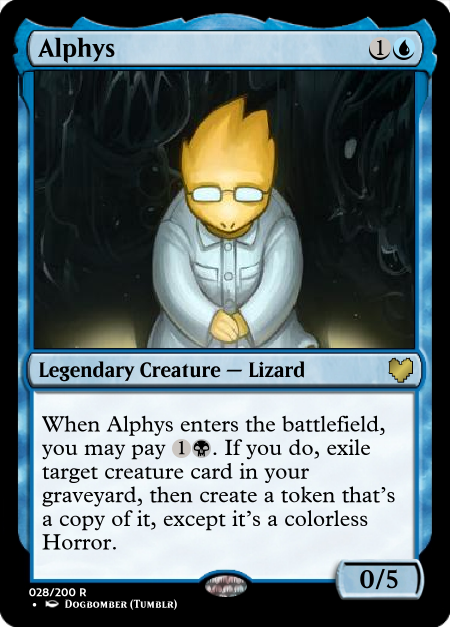 Alphys 1
Legendary Creature — Lizard
When Alphys enters the battlefield,
you may pay 1. If you do, exile
target creature card in your
graveyard, then create a token that's
a copy of it, except it's a colorless
Horror.
0/5
028/200 R
• Dogbomber (Tumblr)